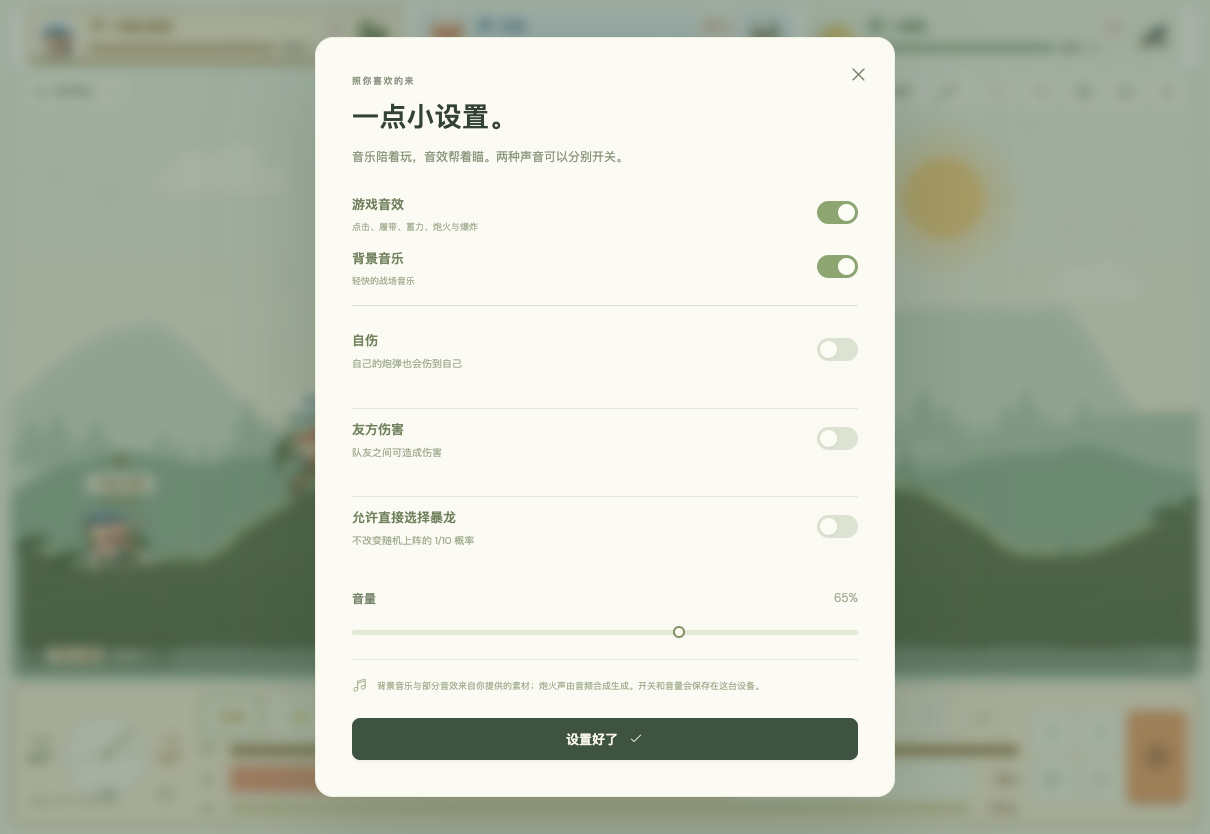 照你喜欢的来
一点小设置。
音乐陪着玩，音效帮着瞄。两种声音可以分别开关。
游戏音效
点击、履带、蓄力、炮火与爆炸
背景音乐
轻快的战场音乐
自伤
自己的炮弹也会伤到自己
友方伤害
队友之间可造成伤害
允许直接选择暴龙
不改变随机上阵的 1/10 概率
音量
65%
背景音乐与部分音效来自你提供的素材；炮火声由音频合成生成。开关和音量会保存在这台设备。
设置好了